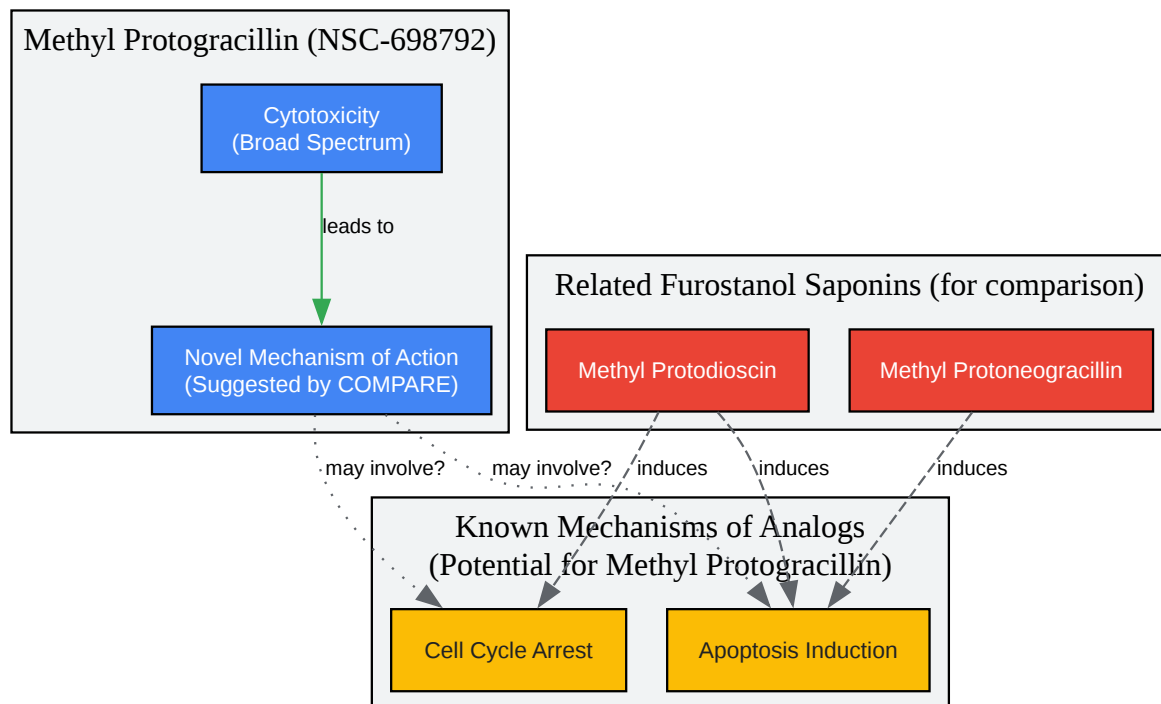 Methyl Protogracillin (NSC-698792)
Cytotoxicity
(Broad Spectrum)
leads to
Novel Mechanism of Action
(Suggested by COMPARE)
Related Furostanol Saponins (for comparison)
Methyl Protodioscin
Methyl Protoneogracillin
may involve?
may involve?
induces
induces
induces
Known Mechanisms of Analogs
(Potential for Methyl Protogracillin)
Cell Cycle Arrest
Apoptosis Induction